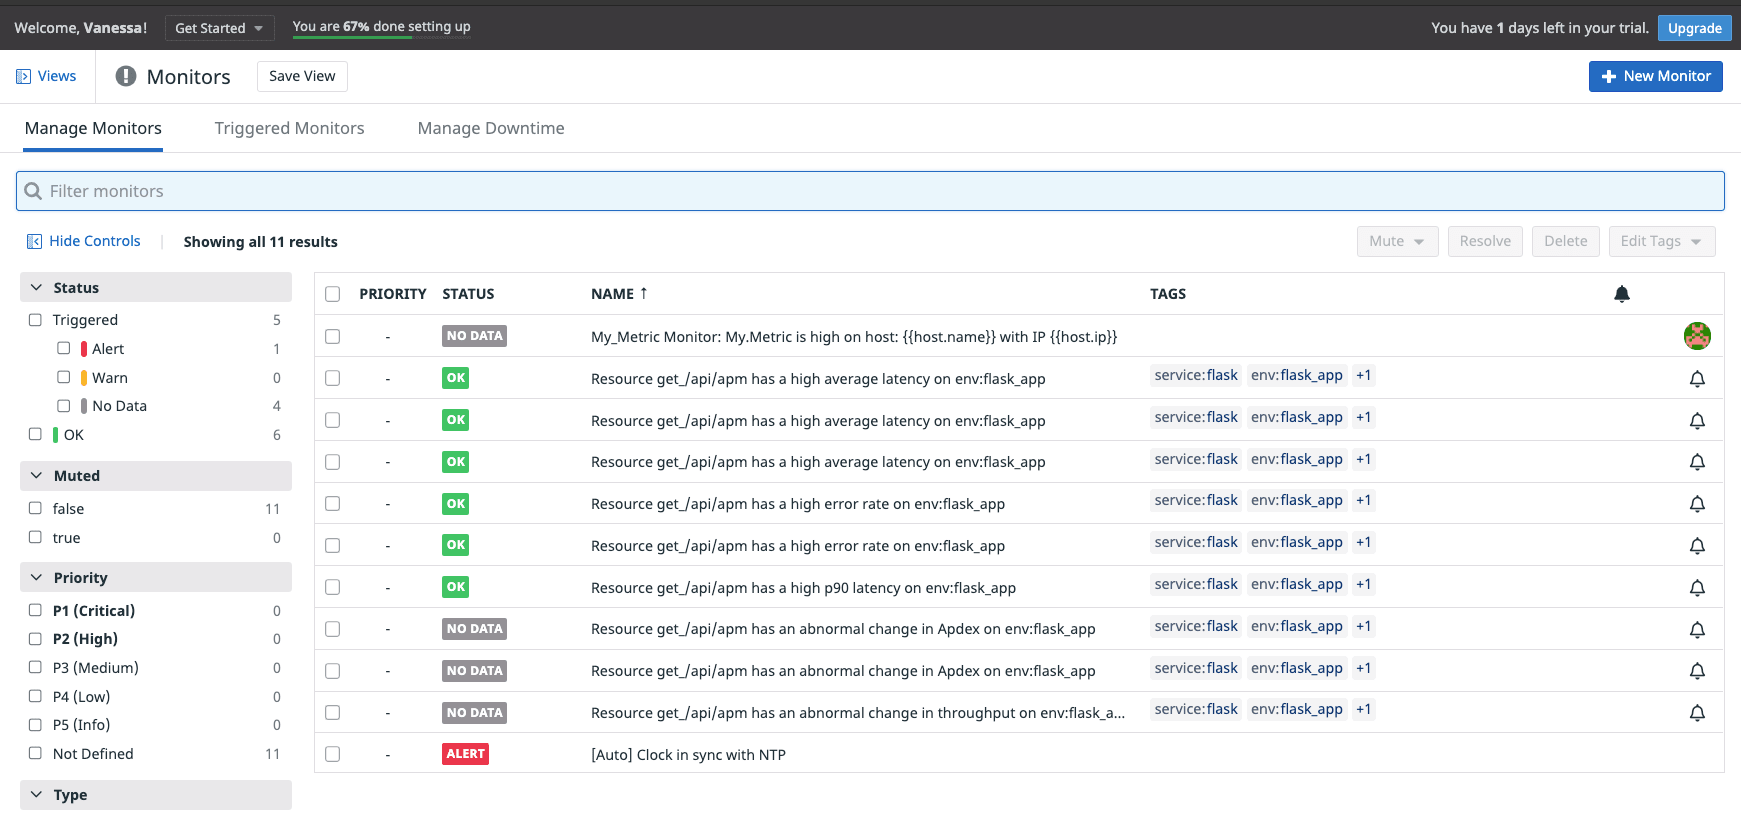 Welcome, Vanessa! Get Started You are 67% done setting up You have 1 days left in your trial. Upgrade
Views Monitors Save View New Monitor
Manage Monitors Triggered Monitors Manage Downtime
Filter monitors
Hide Controls Showing all 11 results Mute Resolve Delete Edit Tags
Status
Triggered 5
Alert 1
Warn 0
No Data 4
OK 6
Muted
false 11
true 0
Priority
P1 (Critical) 0
P2 (High) 0
P3 (Medium) 0
P4 (Low) 0
P5 (Info) 0
Not Defined 11
Type
PRIORITY STATUS NAME ↑ TAGS
- NO DATA My_Metric Monitor: My.Metric is high on host: {{host.name}} with IP {{host.ip}}
- OK Resource get_/api/apm has a high average latency on env:flask_app service:flask env:flask_app +1
- OK Resource get_/api/apm has a high average latency on env:flask_app service:flask env:flask_app +1
- OK Resource get_/api/apm has a high average latency on env:flask_app service:flask env:flask_app +1
- OK Resource get_/api/apm has a high error rate on env:flask_app service:flask env:flask_app +1
- OK Resource get_/api/apm has a high error rate on env:flask_app service:flask env:flask_app +1
- OK Resource get_/api/apm has a high p90 latency on env:flask_app service:flask env:flask_app +1
- NO DATA Resource get_/api/apm has an abnormal change in Apdex on env:flask_app service:flask env:flask_app +1
- NO DATA Resource get_/api/apm has an abnormal change in Apdex on env:flask_app service:flask env:flask_app +1
- NO DATA Resource get_/api/apm has an abnormal change in throughput on env:flask_a... service:flask env:flask_app +1
- ALERT [Auto] Clock in sync with NTP